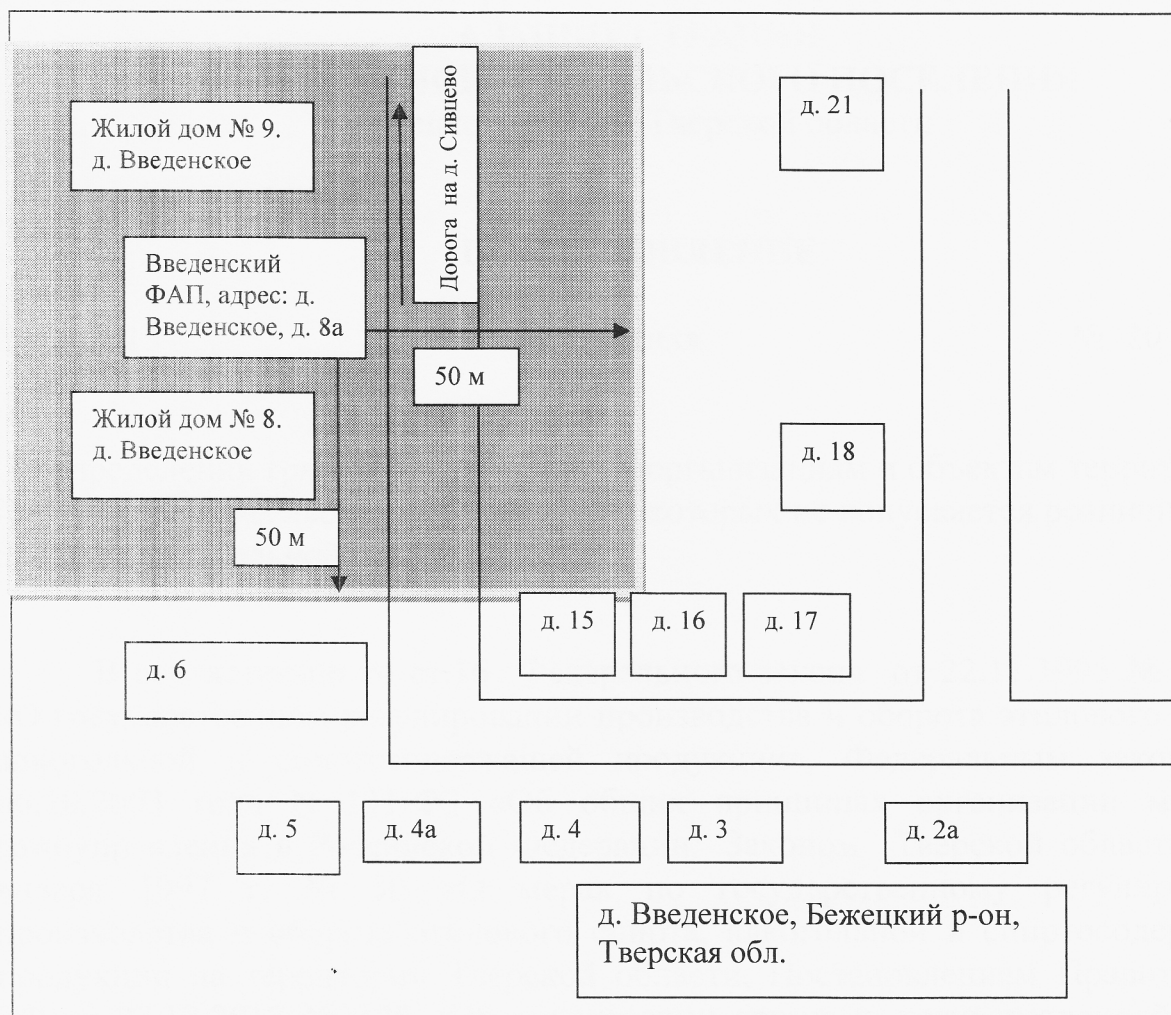 Дорога на д. Сивцево
д. 21
Жилой дом № 9.
д. Введенское
Введенский
ФАП, адрес: д.
Введенское, д. 8а
50 м
Жилой дом № 8.
д. Введенское
д. 18
50 м
д. 15
д. 16
д. 17
д. 6
д. 5
д. 4а
д. 4
д. 3
д. 2а
д. Введенское, Бежецкий р-он,
Тверская обл.